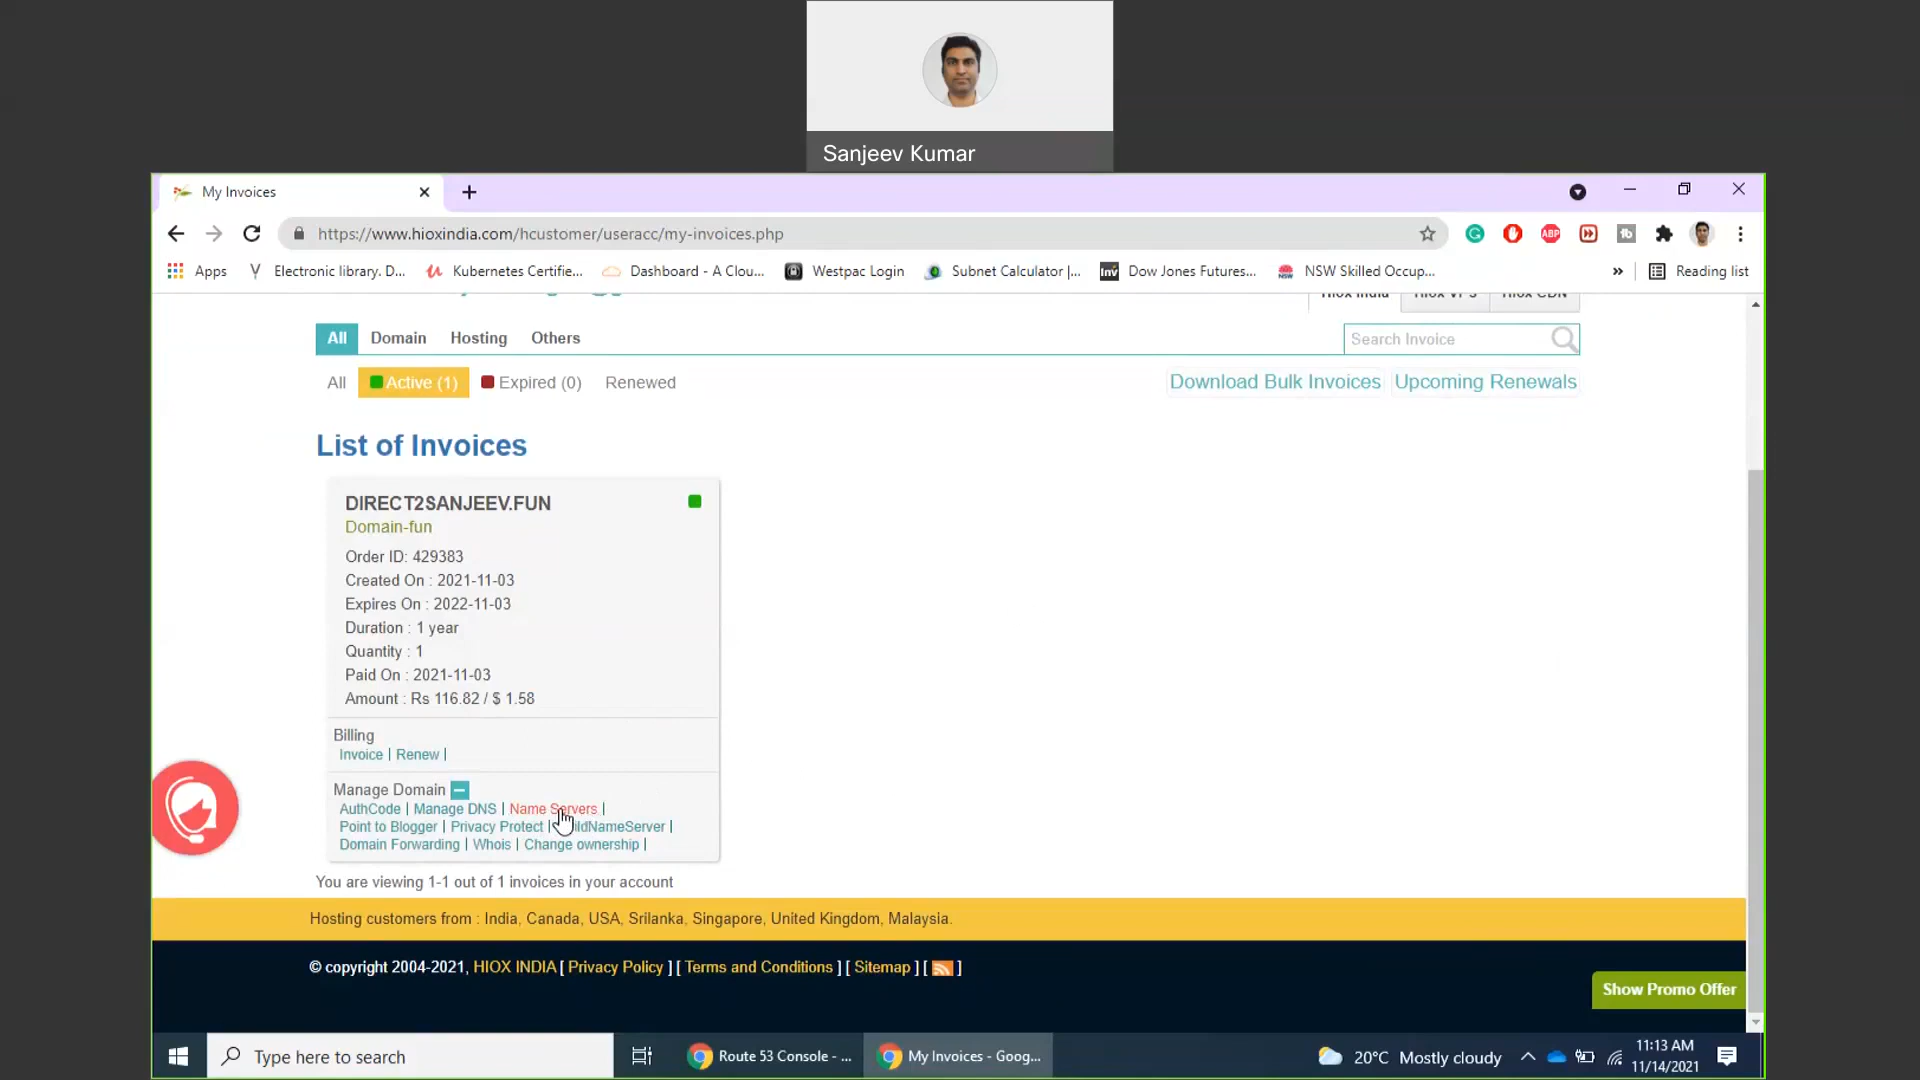 Sanjeev Kumar
My Invoices
https://www.hioxindia.com/hcustomer/useracc/my-invoices.php
Apps Electronic library. D... Kubernetes Certifie... Dashboard - A Clou... Westpac Login Subnet Calculator |... Inv Dow Jones Futures... NSW Skilled Occup... » Reading list
Hiox India Hiox VPS Hiox CDN
All Domain Hosting Others Search Invoice
All Active (1) Expired (0) Renewed Download Bulk Invoices Upcoming Renewals
List of Invoices
DIRECT2SANJEEV.FUN
Domain-fun
Order ID: 429383
Created On : 2021-11-03
Expires On : 2022-11-03
Duration : 1 year
Quantity : 1
Paid On : 2021-11-03
Amount : Rs 116.82 / $ 1.58
Billing
Invoice | Renew |
Manage Domain
AuthCode | Manage DNS | Name Servers |
Point to Blogger | Privacy Protect | ildNameServer |
Domain Forwarding | Whois | Change ownership |
You are viewing 1-1 out of 1 invoices in your account
Hosting customers from : India, Canada, USA, Srilanka, Singapore, United Kingdom, Malaysia.
© copyright 2004-2021, HIOX INDIA [ Privacy Policy ] [ Terms and Conditions ] [ Sitemap ] [ ]
Show Promo Offer
Type here to search Route 53 Console - ... My Invoices - Goog... 20°C Mostly cloudy 11:13 AM
11/14/2021